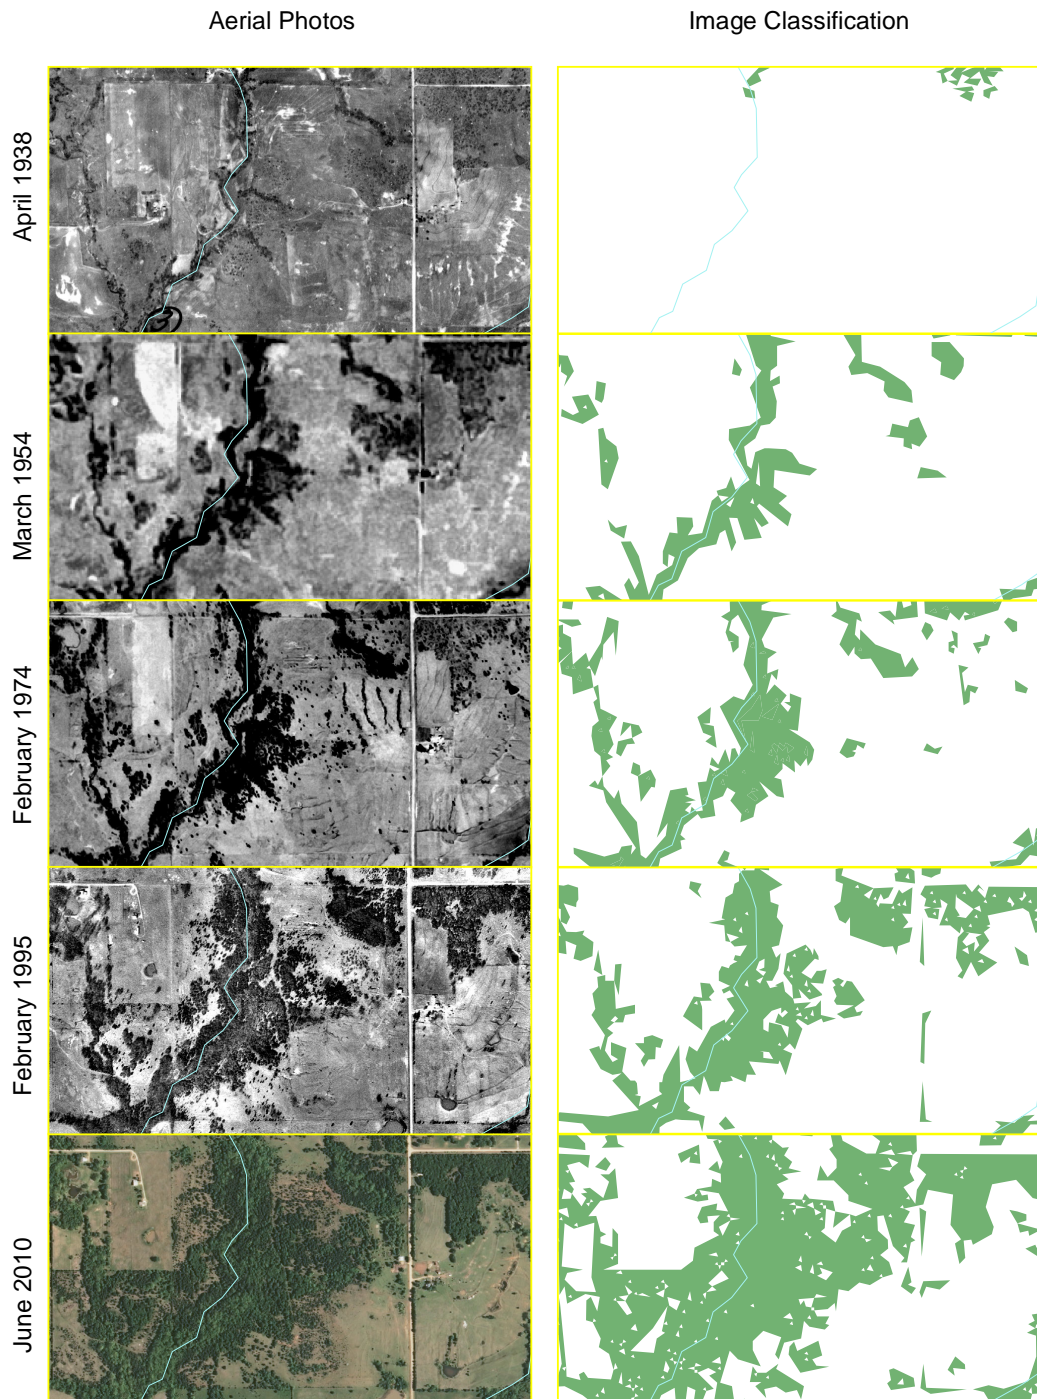 Aerial Photos
Image Classification
April 1938
March 1954
February 1974
February 1995
June 2010